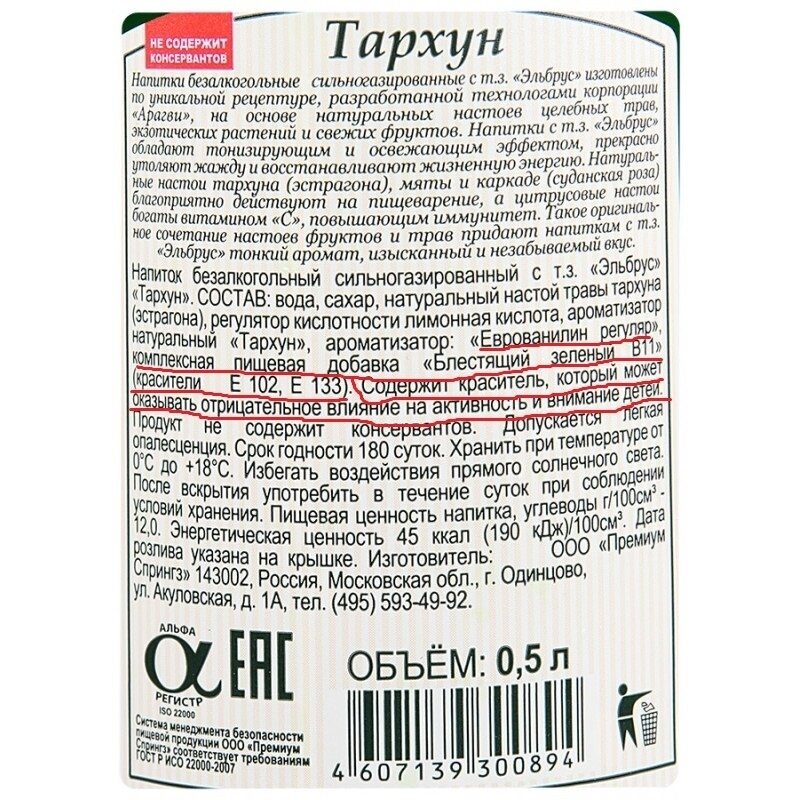 НЕ СОДЕРЖИТ
КОНСЕРВАНТОВ
Тархун
Напитки безалкогольные сильногазированные с т.з. «Эльбрус» изготовлены
по уникальной рецептуре, разработанной технологами корпорации
«Арагви», на основе натуральных настоев целебных трав,
экзотических растений и свежих фруктов. Напитки с т.з. «Эльбрус»
обладают тонизирующим и освежающим эффектом, прекрасно
утоляют жажду и восстанавливают жизненную энергию. Натураль-
ные настои тархуна (эстрагона), мяты и каркаде (суданская роза)
благоприятно действуют на пищеварение, а цитрусовые настои
богаты витамином «С», повышающим иммунитет. Такое оригиналь-
ное сочетание настоев фруктов и трав придают напиткам с т.з.
«Эльбрус» тонкий аромат, изысканный и незабываемый вкус.
Напиток безалкогольный сильногазированный с т.з. «Эльбрус»
«Тархун». СОСТАВ: вода, сахар, натуральный настой травы тархуна
(эстрагона), регулятор кислотности лимонная кислота, ароматизатор
натуральный «Тархун», ароматизатор: «Еврованилин регуляр»,
комплексная пищевая добавка «Блестящий зеленый В11»
(красители Е 102, Е 133). Содержит краситель, который может
оказывать отрицательное влияние на активность и внимание детей.
Продукт не содержит консервантов. Допускается легкая
опалесценция. Срок годности 180 суток. Хранить при температуре от
0°С до +18°С. Избегать воздействия прямого солнечного света.
После вскрытия употребить в течение суток при соблюдении
условий хранения. Пищевая ценность напитка, углеводы г/100см³ -
12,0. Энергетическая ценность 45 ккал (190 кДж)/100см³. Дата
розлива указана на крышке. Изготовитель: ООО «Премиум
Спрингз» 143002, Россия, Московская обл., г. Одинцово,
ул. Акуловская, д. 1А, тел. (495) 593-49-92.
АЛЬФА
РЕГИСТР
ISO 22000
ЕАС
ОБЪЁМ: 0,5 л
Система менеджмента безопасности
пищевой продукции ООО «Премиум
Спрингз» соответствует требованиям
ГОСТ Р ИСО 22000-2007
4 607139 300894